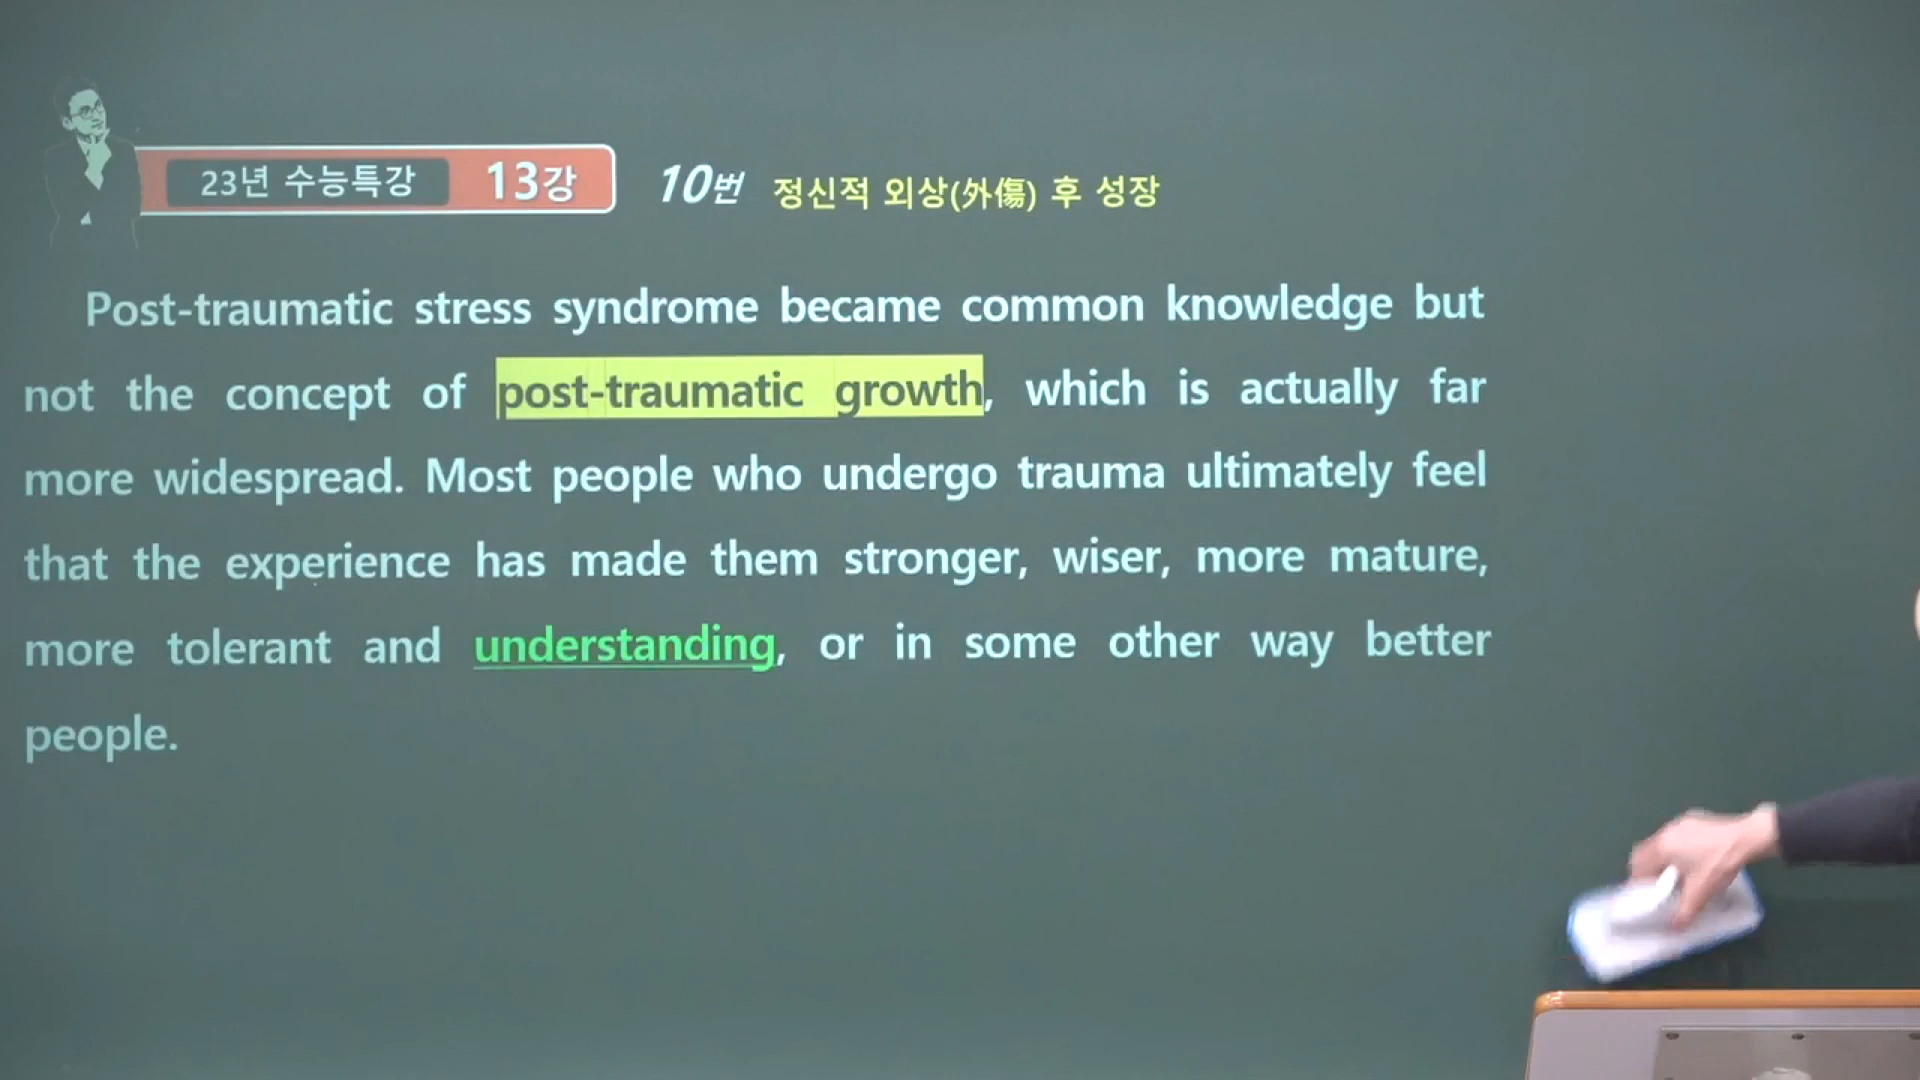 23년 수능특강 13강 10번 정신적 외상(外傷) 후 성장
Post-traumatic stress syndrome became common knowledge but
not the concept of post-traumatic growth, which is actually far
more widespread. Most people who undergo trauma ultimately feel
that the experience has made them stronger, wiser, more mature,
more tolerant and understanding, or in some other way better
people.